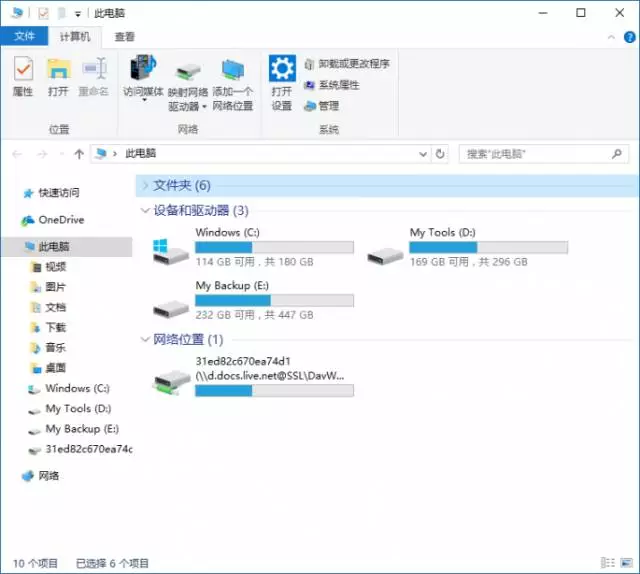 此电脑
文件
计算机
查看
属性
打开
重命名
位置
访问媒体
映射网络
驱动器
添加一个
网络位置
网络
打开
设置
卸载或更改程序
系统属性
管理
系统
此电脑
搜索"此电脑"
快速访问
OneDrive
此电脑
视频
图片
文档
下载
音乐
桌面
Windows (C:)
My Tools (D:)
My Backup (E:)
31ed82c670ea74d
网络
文件夹 (6)
设备和驱动器 (3)
Windows (C:)
114 GB 可用，共 180 GB
My Tools (D:)
169 GB 可用，共 296 GB
My Backup (E:)
232 GB 可用，共 447 GB
网络位置 (1)
31ed82c670ea74d1
(\\d.docs.live.net@SSL\DavW...
10 个项目
已选择 6 个项目